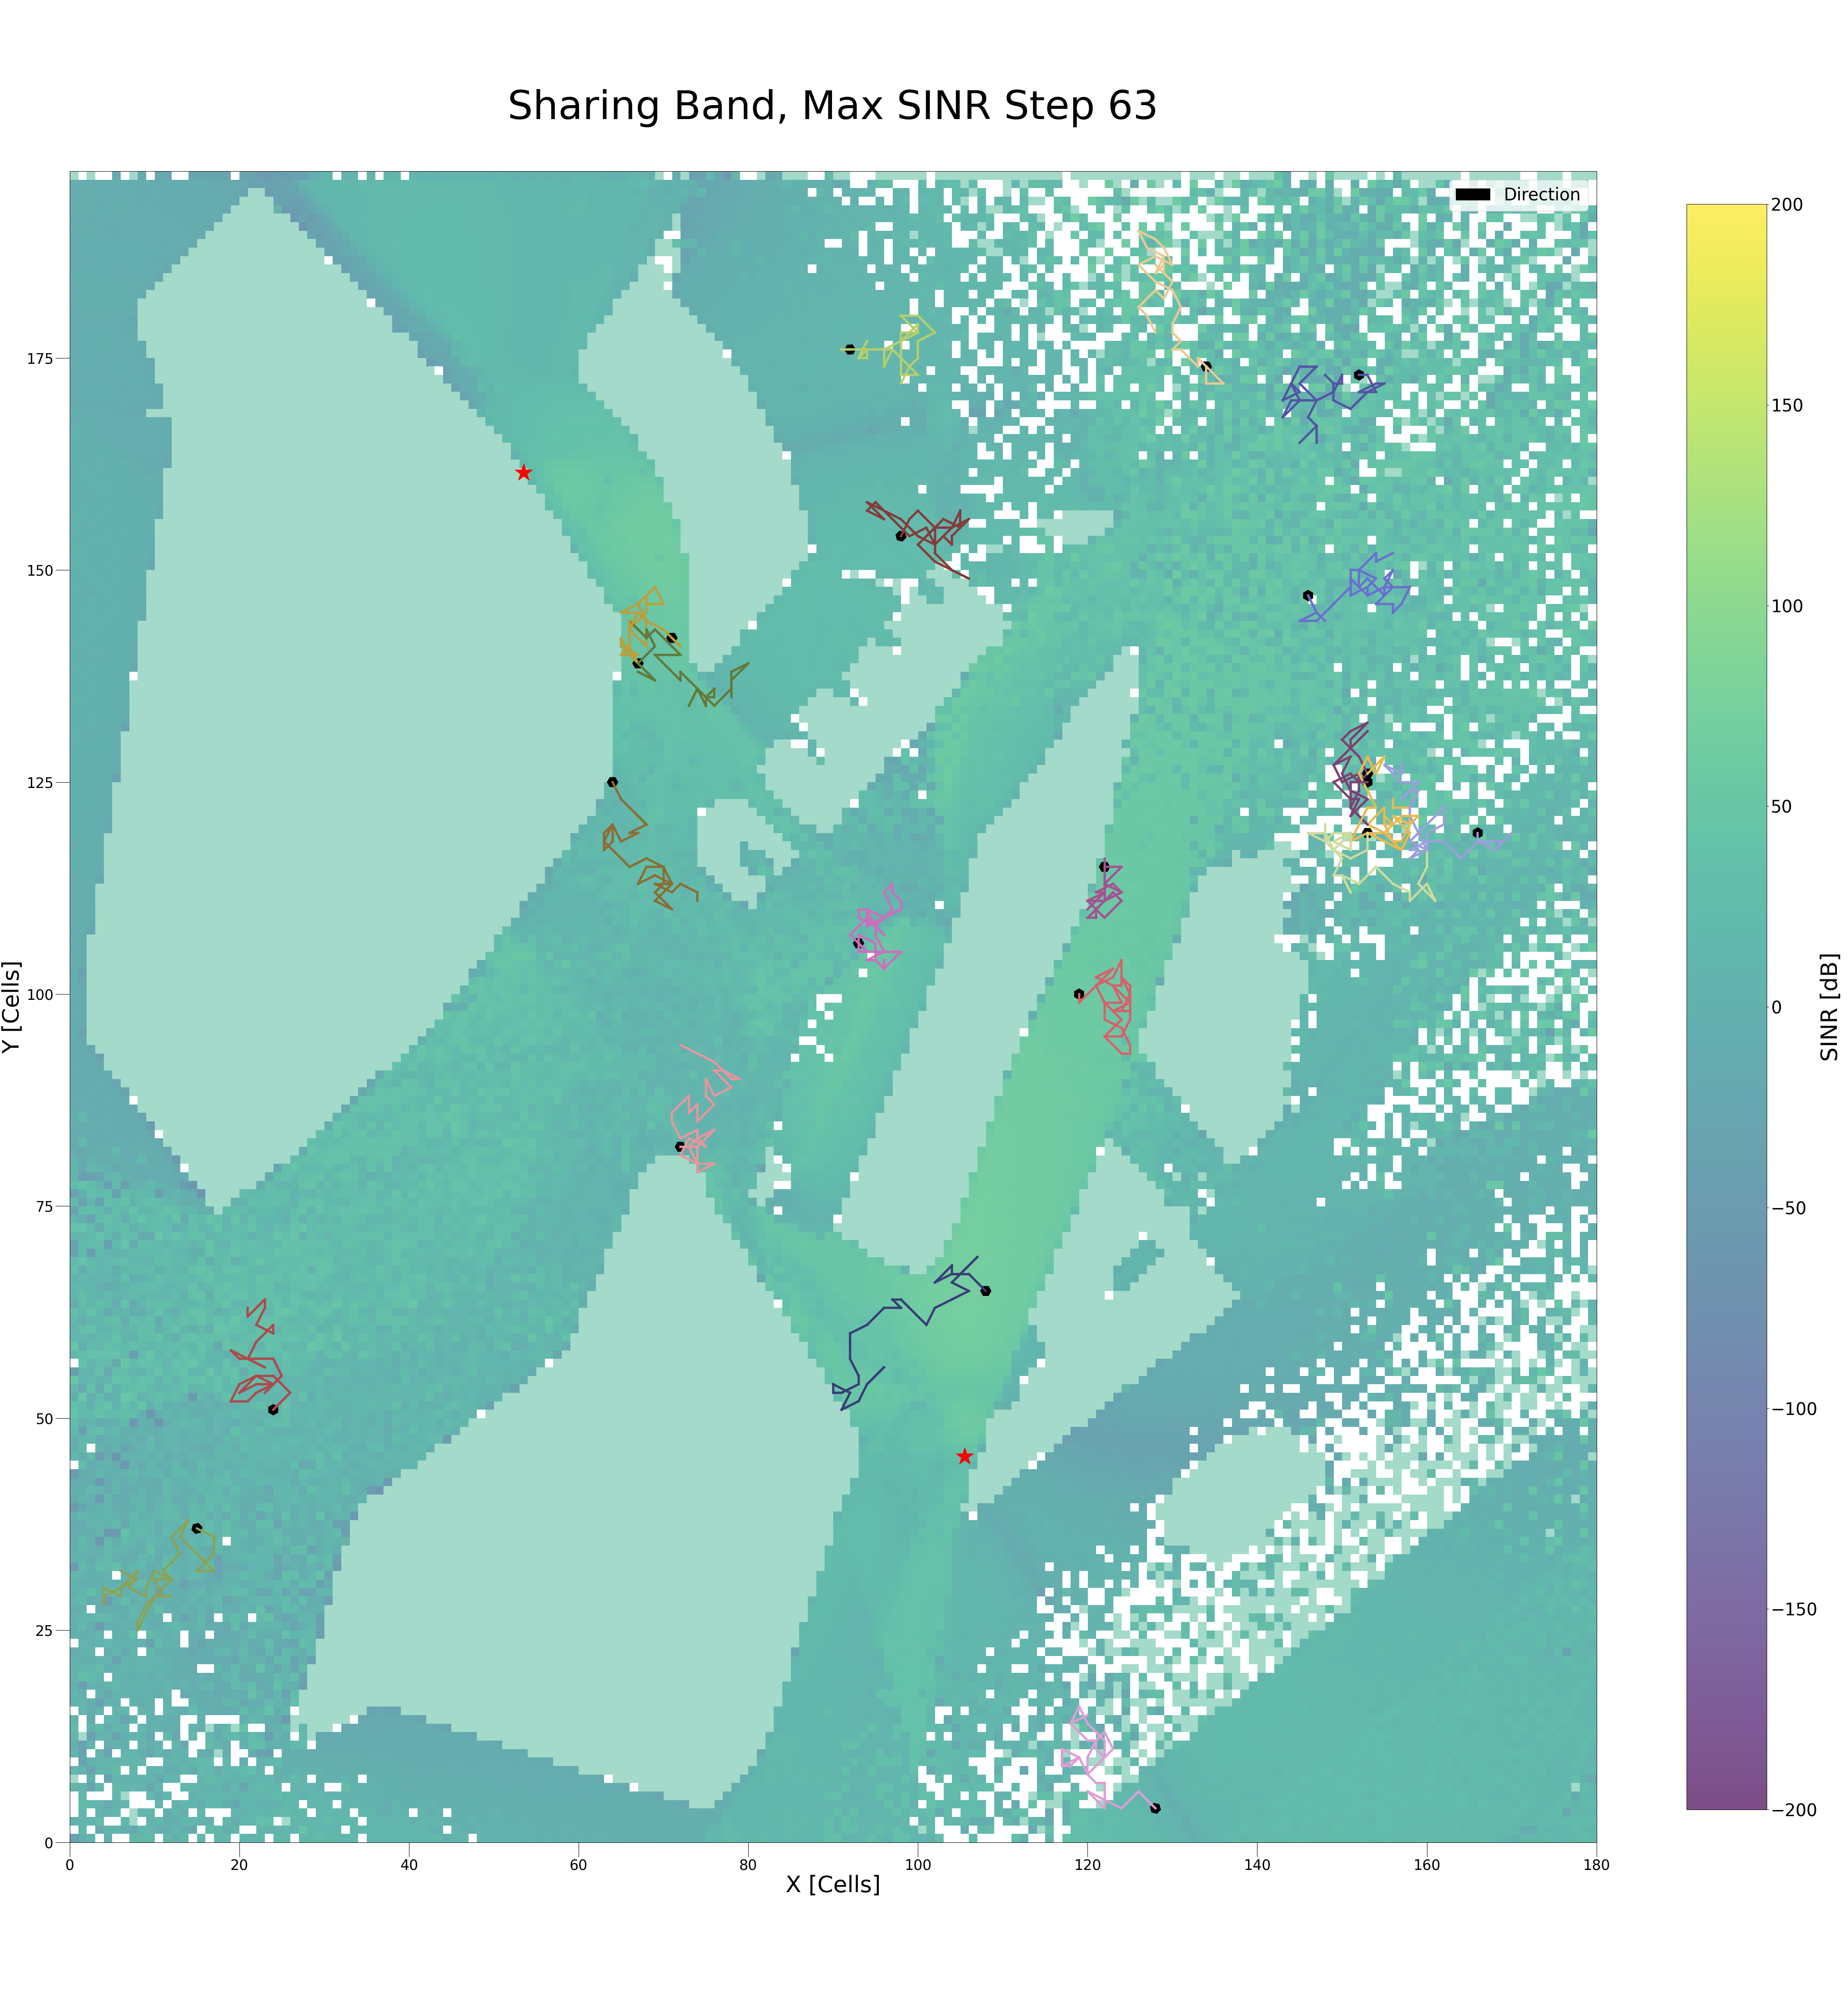 Sharing Band, Max SINR Step 63
Direction
Y [Cells]
175
150
125
100
75
50
25
0
0 20 40 60 80 100 120 140 160 180
X [Cells]
200
150
100
50
0
−50
−100
−150
−200
SINR [dB]